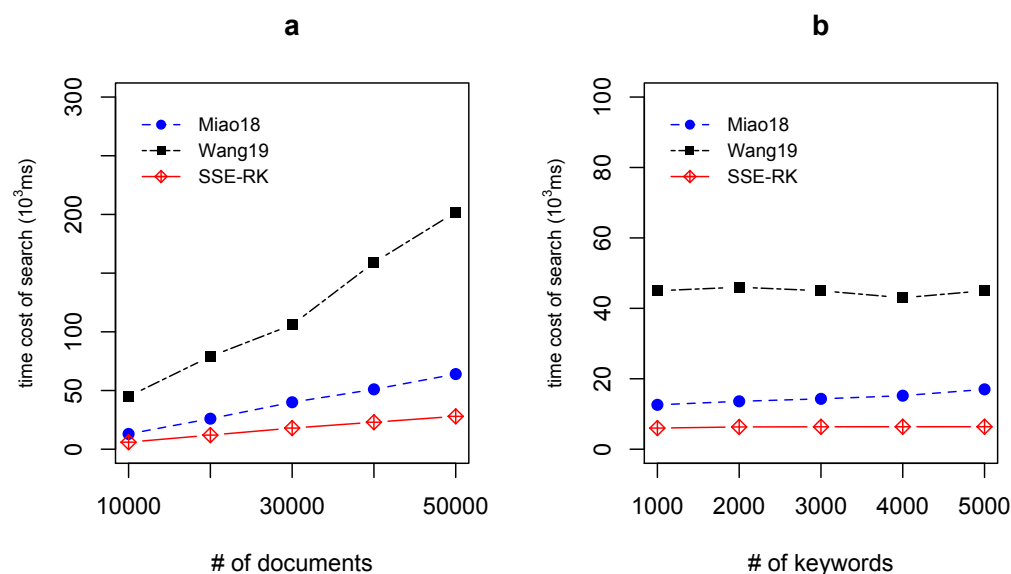 a
time cost of search (10³ms)
300
200
100
50
0
Miao18
Wang19
SSE-RK
10000 30000 50000
# of documents
b
time cost of search (10³ms)
100
80
60
40
20
0
Miao18
Wang19
SSE-RK
1000 2000 3000 4000 5000
# of keywords